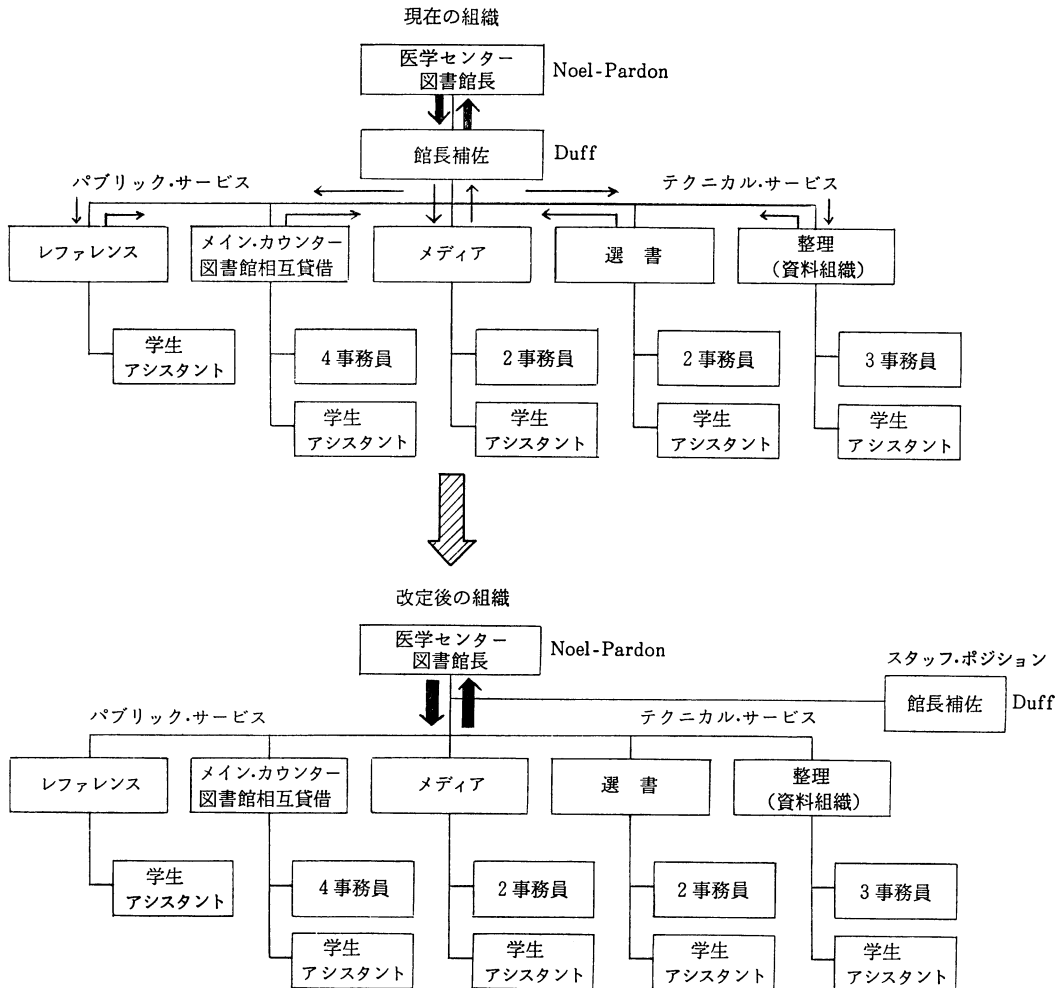 現在の組織
医学センター
図書館長
Noel-Pardon
館長補佐
Duff
パブリック・サービス
テクニカル・サービス
レファレンス
メイン・カウンター
図書館相互貸借
メディア
選 書
整理
(資料組織)
学生
アシスタント
4事務員
2事務員
2事務員
3事務員
学生
アシスタント
学生
アシスタント
学生
アシスタント
学生
アシスタント
改定後の組織
医学センター
図書館長
Noel-Pardon
スタッフ・ポジション
館長補佐
Duff
パブリック・サービス
テクニカル・サービス
レファレンス
メイン・カウンター
図書館相互貸借
メディア
選 書
整理
(資料組織)
学生
アシスタント
4事務員
2事務員
2事務員
3事務員
学生
アシスタント
学生
アシスタント
学生
アシスタント
学生
アシスタント